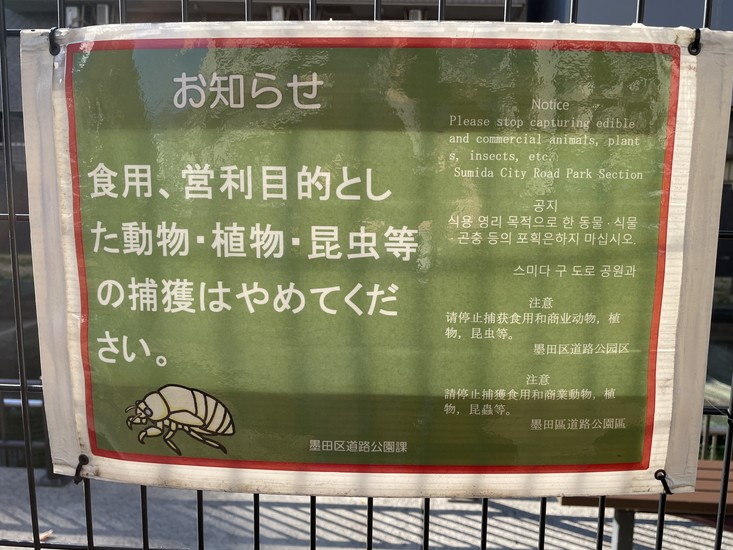 お知らせ
食用、営利目的とし
た動物・植物・昆虫等
の捕獲はやめてくだ
さい。
墨田区道路公園課
Notice
Please stop capturing edible
and commercial animals, plant
s, insects, etc.
Sumida City Road Park Section
공지
식용 영리 목적으로 한 동물·식물
·곤충 등의 포획은하지 마십시오.
스미다 구 도로 공원과
注意
请停止捕获食用和商业动物，植
物，昆虫等。
墨田区道路公园区
注意
請停止捕獲食用和商業動物，植
物，昆蟲等。
墨田區道路公園區